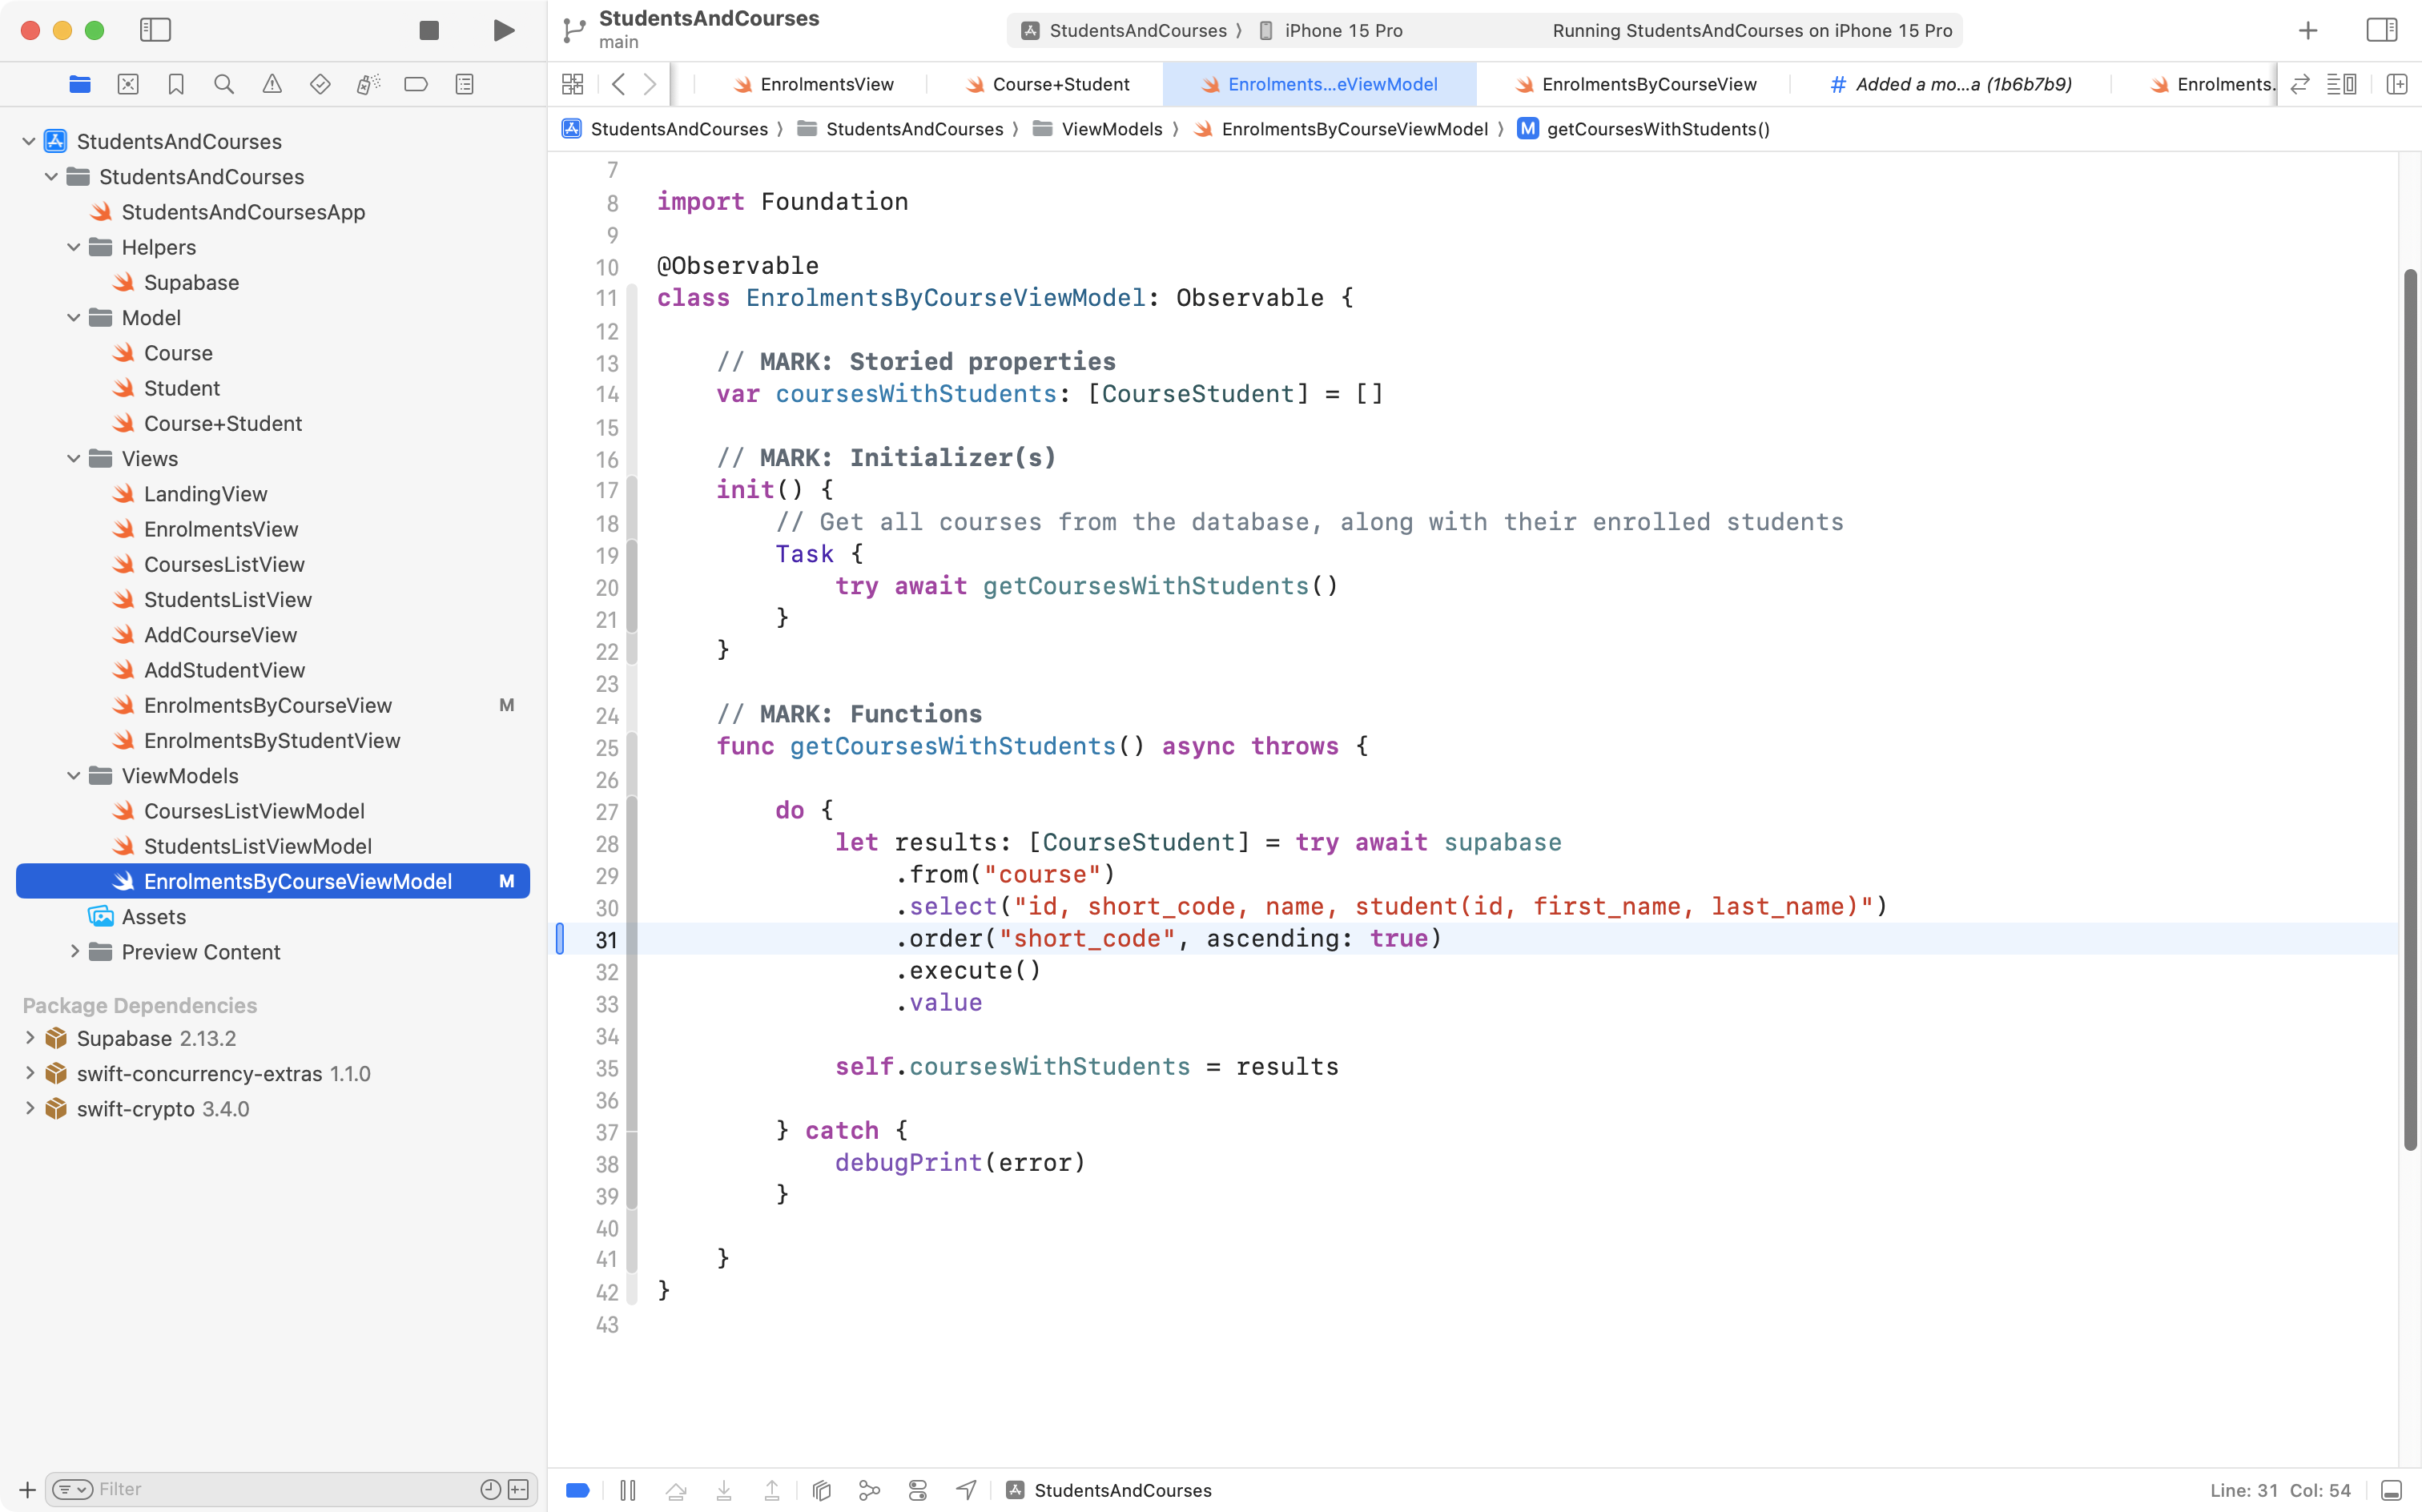 StudentsAndCourses
main
StudentsAndCourses 〉 iPhone 15 Pro
Running StudentsAndCourses on iPhone 15 Pro
EnrolmentsView
Course+Student
Enrolments…eViewModel
EnrolmentsByCourseView
# Added a mo…a (1b6b7b9)
Enrolments.
StudentsAndCourses 〉 StudentsAndCourses 〉 ViewModels 〉 EnrolmentsByCourseViewModel 〉 M getCoursesWithStudents()
StudentsAndCourses
StudentsAndCourses
StudentsAndCoursesApp
Helpers
Supabase
Model
Course
Student
Course+Student
Views
LandingView
EnrolmentsView
CoursesListView
StudentsListView
AddCourseView
AddStudentView
EnrolmentsByCourseView M
EnrolmentsByStudentView
ViewModels
CoursesListViewModel
StudentsListViewModel
EnrolmentsByCourseViewModel M
Assets
Preview Content
Package Dependencies
Supabase 2.13.2
swift-concurrency-extras 1.1.0
swift-crypto 3.4.0
Filter
7
8 import Foundation
9
10 @Observable
11 class EnrolmentsByCourseViewModel: Observable {
12
13     // MARK: Storied properties
14     var coursesWithStudents: [CourseStudent] = []
15
16     // MARK: Initializer(s)
17     init() {
18         // Get all courses from the database, along with their enrolled students
19         Task {
20             try await getCoursesWithStudents()
21         }
22     }
23
24     // MARK: Functions
25     func getCoursesWithStudents() async throws {
26
27         do {
28             let results: [CourseStudent] = try await supabase
29                 .from("course")
30                 .select("id, short_code, name, student(id, first_name, last_name)")
31                 .order("short_code", ascending: true)
32                 .execute()
33                 .value
34
35             self.coursesWithStudents = results
36
37         } catch {
38             debugPrint(error)
39         }
40
41     }
42 }
43
StudentsAndCourses
Line: 31 Col: 54